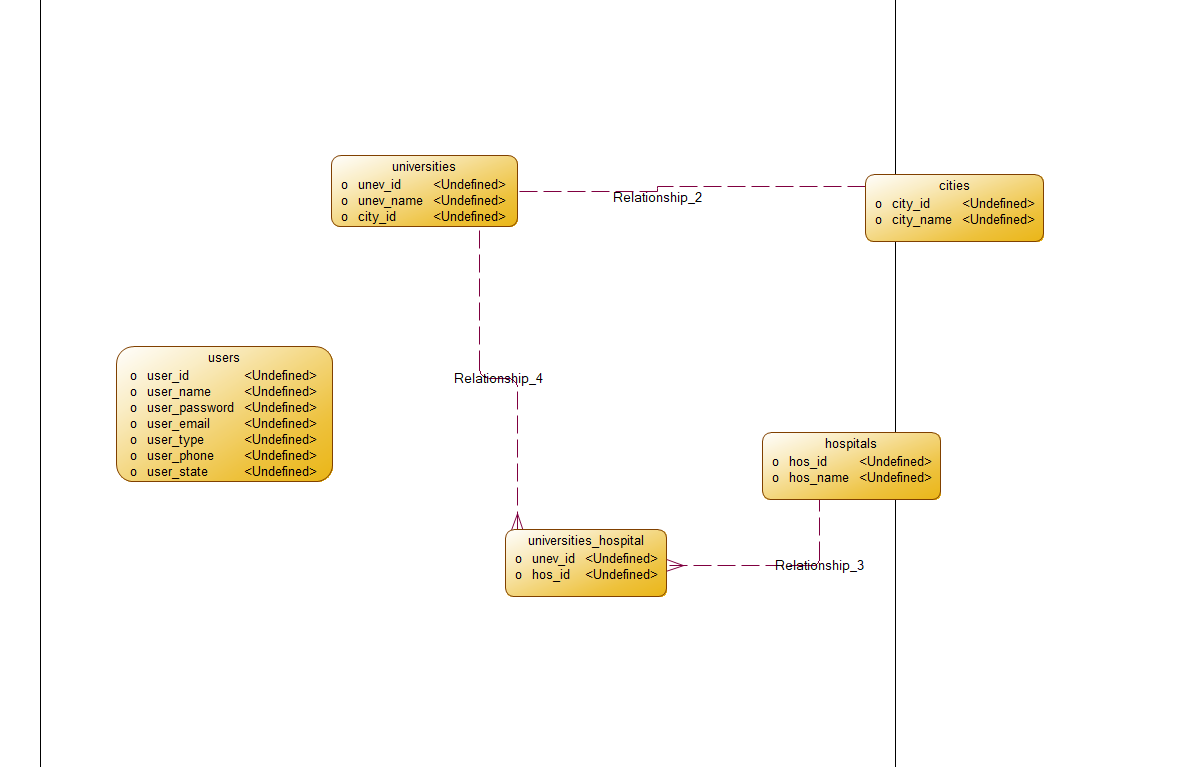 universities
o unev_id <Undefined>
o unev_name <Undefined>
o city_id <Undefined>
Relationship_2
cities
o city_id <Undefined>
o city_name <Undefined>
users
o user_id <Undefined>
o user_name <Undefined>
o user_password <Undefined>
o user_email <Undefined>
o user_type <Undefined>
o user_phone <Undefined>
o user_state <Undefined>
Relationship_4
hospitals
o hos_id <Undefined>
o hos_name <Undefined>
universities_hospital
o unev_id <Undefined>
o hos_id <Undefined>
Relationship_3